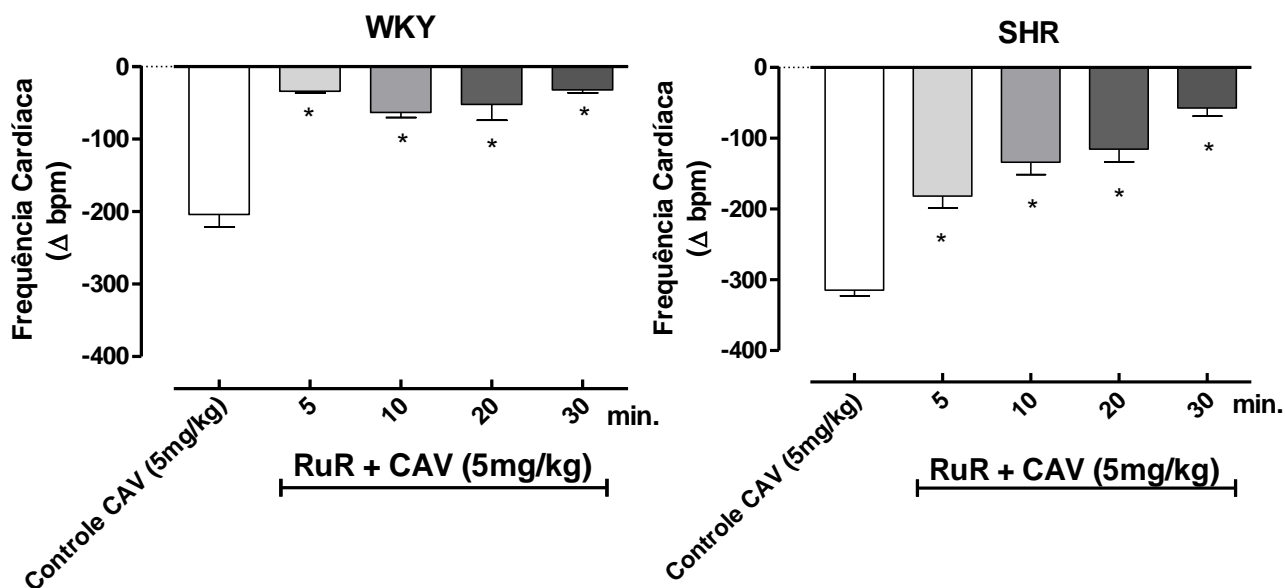 WKY
Frequência Cardíaca
(Δ bpm)
0
-100
-200
-300
-400
*
*
*
*
Controle CAV (5mg/kg)
5
10
20
30
min.
RuR + CAV (5mg/kg)
SHR
Frequência Cardíaca
(Δ bpm)
0
-100
-200
-300
-400
*
*
*
*
Controle CAV (5mg/kg)
5
10
20
30
min.
RuR + CAV (5mg/kg)